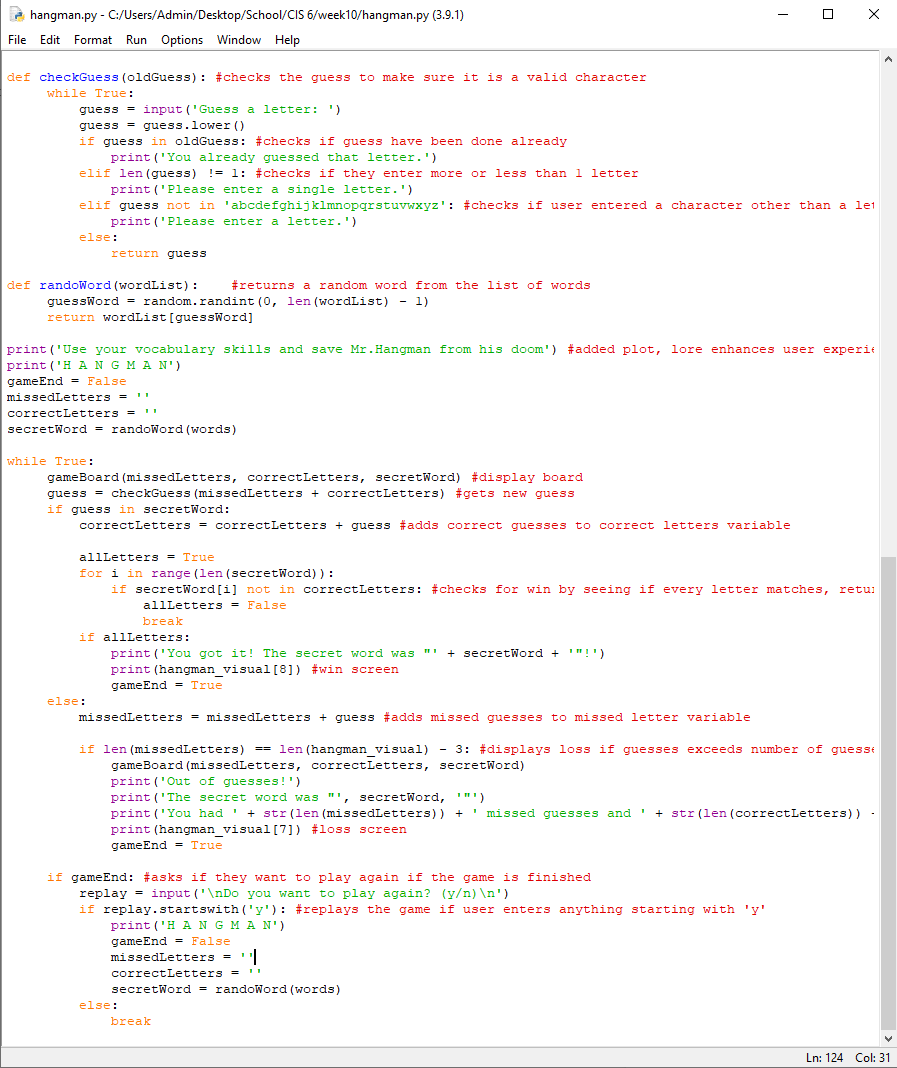 hangman.py - C:/Users/Admin/Desktop/School/CIS 6/week10/hangman.py (3.9.1)
File Edit Format Run Options Window Help
def checkGuess(oldGuess): #checks the guess to make sure it is a valid character
     while True:
         guess = input('Guess a letter: ')
         guess = guess.lower()
         if guess in oldGuess: #checks if guess have been done already
             print('You already guessed that letter.')
         elif len(guess) != 1: #checks if they enter more or less than 1 letter
             print('Please enter a single letter.')
         elif guess not in 'abcdefghijklmnopqrstuvwxyz': #checks if user entered a character other than a let
             print('Please enter a letter.')
         else:
             return guess
def randoWord(wordList):    #returns a random word from the list of words
     guessWord = random.randint(0, len(wordList) - 1)
     return wordList[guessWord]
print('Use your vocabulary skills and save Mr.Hangman from his doom') #added plot, lore enhances user experie
print('H A N G M A N')
gameEnd = False
missedLetters = ''
correctLetters = ''
secretWord = randoWord(words)
while True:
     gameBoard(missedLetters, correctLetters, secretWord) #display board
     guess = checkGuess(missedLetters + correctLetters) #gets new guess
     if guess in secretWord:
         correctLetters = correctLetters + guess #adds correct guesses to correct letters variable
         allLetters = True
         for i in range(len(secretWord)):
             if secretWord[i] not in correctLetters: #checks for win by seeing if every letter matches, retur
                 allLetters = False
                 break
         if allLetters:
             print('You got it! The secret word was "' + secretWord + '"!')
             print(hangman_visual[8]) #win screen
             gameEnd = True
     else:
         missedLetters = missedLetters + guess #adds missed guesses to missed letter variable
         if len(missedLetters) == len(hangman_visual) - 3: #displays loss if guesses exceeds number of guesse
             gameBoard(missedLetters, correctLetters, secretWord)
             print('Out of guesses!')
             print('The secret word was "', secretWord, '"')
             print('You had ' + str(len(missedLetters)) + ' missed guesses and ' + str(len(correctLetters)) +
             print(hangman_visual[7]) #loss screen
             gameEnd = True
     if gameEnd: #asks if they want to play again if the game is finished
         replay = input('\nDo you want to play again? (y/n)\n')
         if replay.startswith('y'): #replays the game if user enters anything starting with 'y'
             print('H A N G M A N')
             gameEnd = False
             missedLetters = ''
             correctLetters = ''
             secretWord = randoWord(words)
         else:
             break
Ln: 124 Col: 31